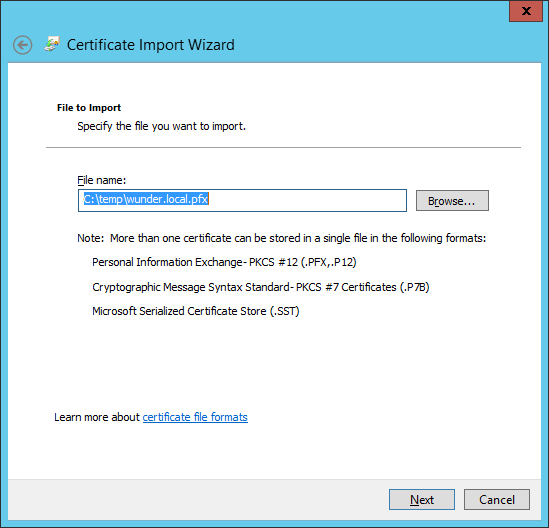 x
Certificate Import Wizard
File to Import
Specify the file you want to import.
File name:
C:\temp\wunder.local.pfx
Browse...
Note:  More than one certificate can be stored in a single file in the following formats:
Personal Information Exchange- PKCS #12 (.PFX,.P12)
Cryptographic Message Syntax Standard- PKCS #7 Certificates (.P7B)
Microsoft Serialized Certificate Store (.SST)
Learn more about certificate file formats
Next
Cancel